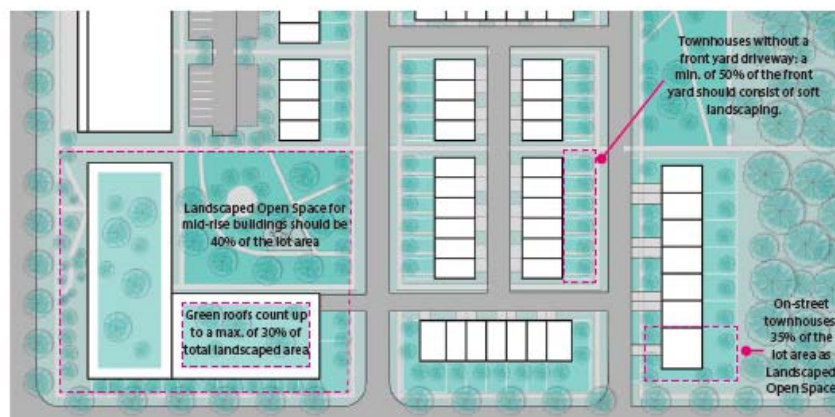 Townhouses without a
front yard driveway: a
min. of 50% of the front
yard should consist of soft
landscaping.
Landscaped Open Space for
mid-rise buildings should be
40% of the lot area
Green roofs count up
to a max. of 30% of
total landscaped area
On-street
townhouses:
35% of the
lot area as
Landscaped
Open Space